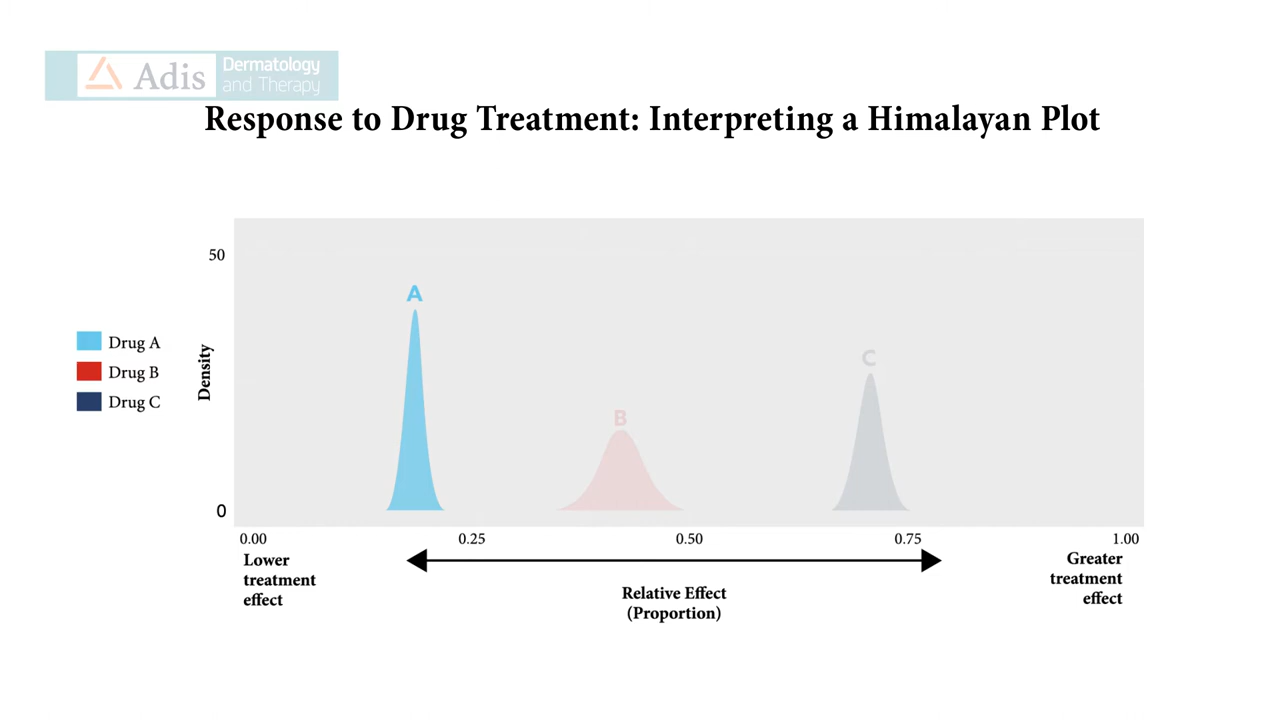 Adis
Dermatology
and Therapy
Response to Drug Treatment: Interpreting a Himalayan Plot
50
A
C
B
Drug A
Drug B
Drug C
Density
0
0.00
0.25
0.50
0.75
1.00
Lower
treatment
effect
Greater
treatment
effect
Relative Effect
(Proportion)